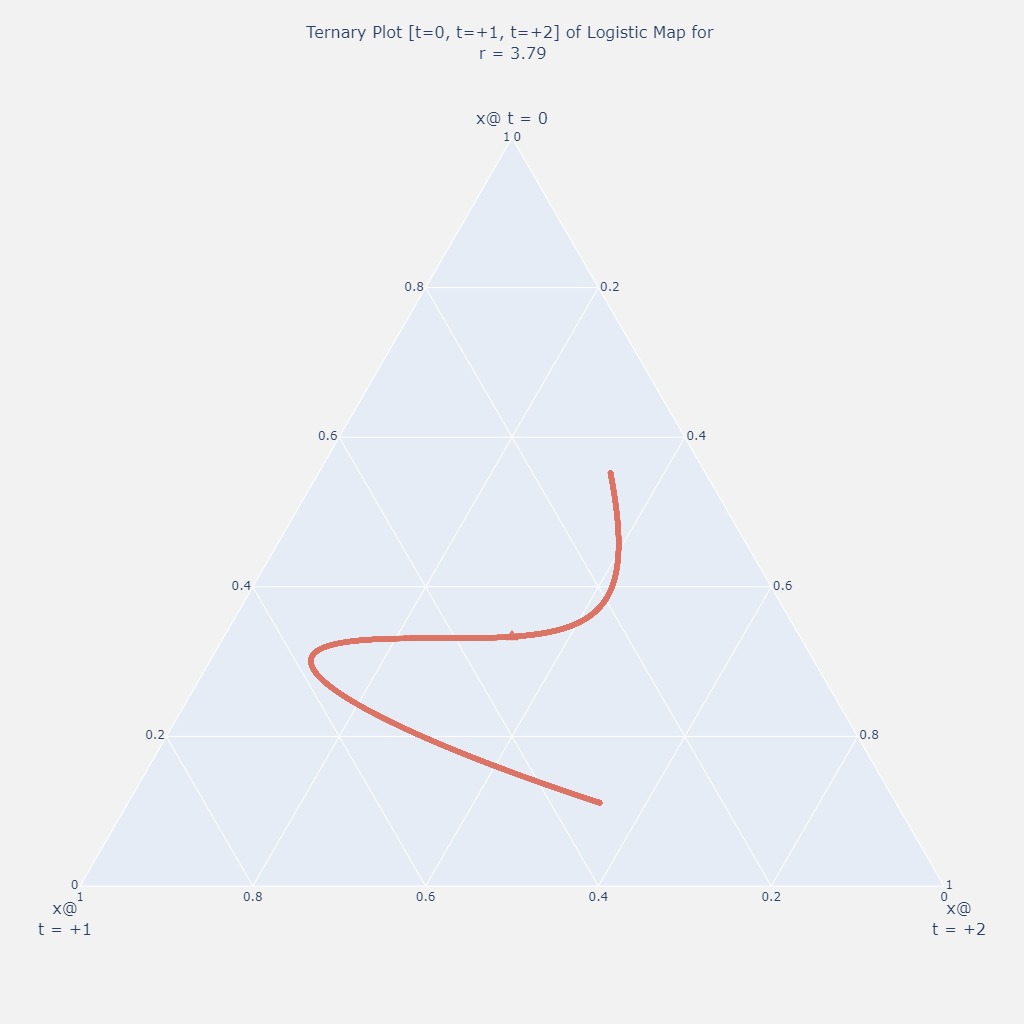 Ternary Plot [t=0, t=+1, t=+2] of Logistic Map for
r = 3.79
x@ t = 0
1 0
0.8 0.2
0.6 0.4
0.4 0.6
0.2 0.8
0 1
1 0.8 0.6 0.4 0.2 0
x@ x@
t = +1 t = +2